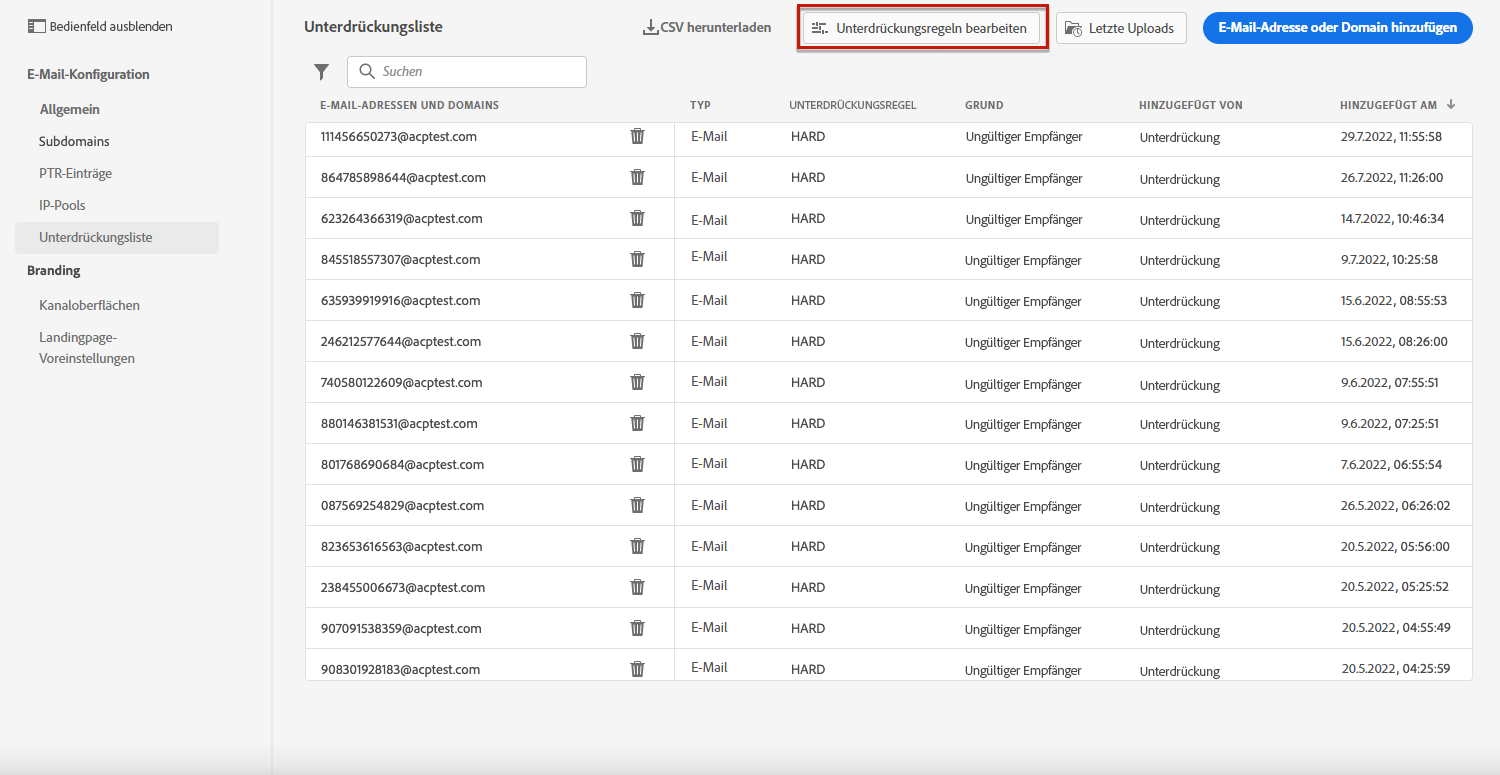 Bedienfeld ausblenden
E-Mail-Konfiguration
Allgemein
Subdomains
PTR-Einträge
IP-Pools
Unterdrückungsliste
Branding
Kanaloberflächen
Landingpage-
Voreinstellungen
Unterdrückungsliste
CSV herunterladen
Unterdrückungsregeln bearbeiten
Letzte Uploads
E-Mail-Adresse oder Domain hinzufügen
Suchen
E-MAIL-ADRESSEN UND DOMAINS TYP UNTERDRÜCKUNGSREGEL GRUND HINZUGEFÜGT VON HINZUGEFÜGT AM
111456650273@acptest.com E-Mail HARD Ungültiger Empfänger Unterdrückung 29.7.2022, 11:55:58
864785898644@acptest.com E-Mail HARD Ungültiger Empfänger Unterdrückung 26.7.2022, 11:26:00
623264366319@acptest.com E-Mail HARD Ungültiger Empfänger Unterdrückung 14.7.2022, 10:46:34
845518557307@acptest.com E-Mail HARD Ungültiger Empfänger Unterdrückung 9.7.2022, 10:25:58
635939919916@acptest.com E-Mail HARD Ungültiger Empfänger Unterdrückung 15.6.2022, 08:55:53
246212577644@acptest.com E-Mail HARD Ungültiger Empfänger Unterdrückung 15.6.2022, 08:26:00
740580122609@acptest.com E-Mail HARD Ungültiger Empfänger Unterdrückung 9.6.2022, 07:55:51
880146381531@acptest.com E-Mail HARD Ungültiger Empfänger Unterdrückung 9.6.2022, 07:25:51
801768690684@acptest.com E-Mail HARD Ungültiger Empfänger Unterdrückung 7.6.2022, 06:55:54
087569254829@acptest.com E-Mail HARD Ungültiger Empfänger Unterdrückung 26.5.2022, 06:26:02
823653616563@acptest.com E-Mail HARD Ungültiger Empfänger Unterdrückung 20.5.2022, 05:56:00
238455006673@acptest.com E-Mail HARD Ungültiger Empfänger Unterdrückung 20.5.2022, 05:25:52
907091538359@acptest.com E-Mail HARD Ungültiger Empfänger Unterdrückung 20.5.2022, 04:55:49
908301928183@acptest.com E-Mail HARD Ungültiger Empfänger Unterdrückung 20.5.2022, 04:25:59